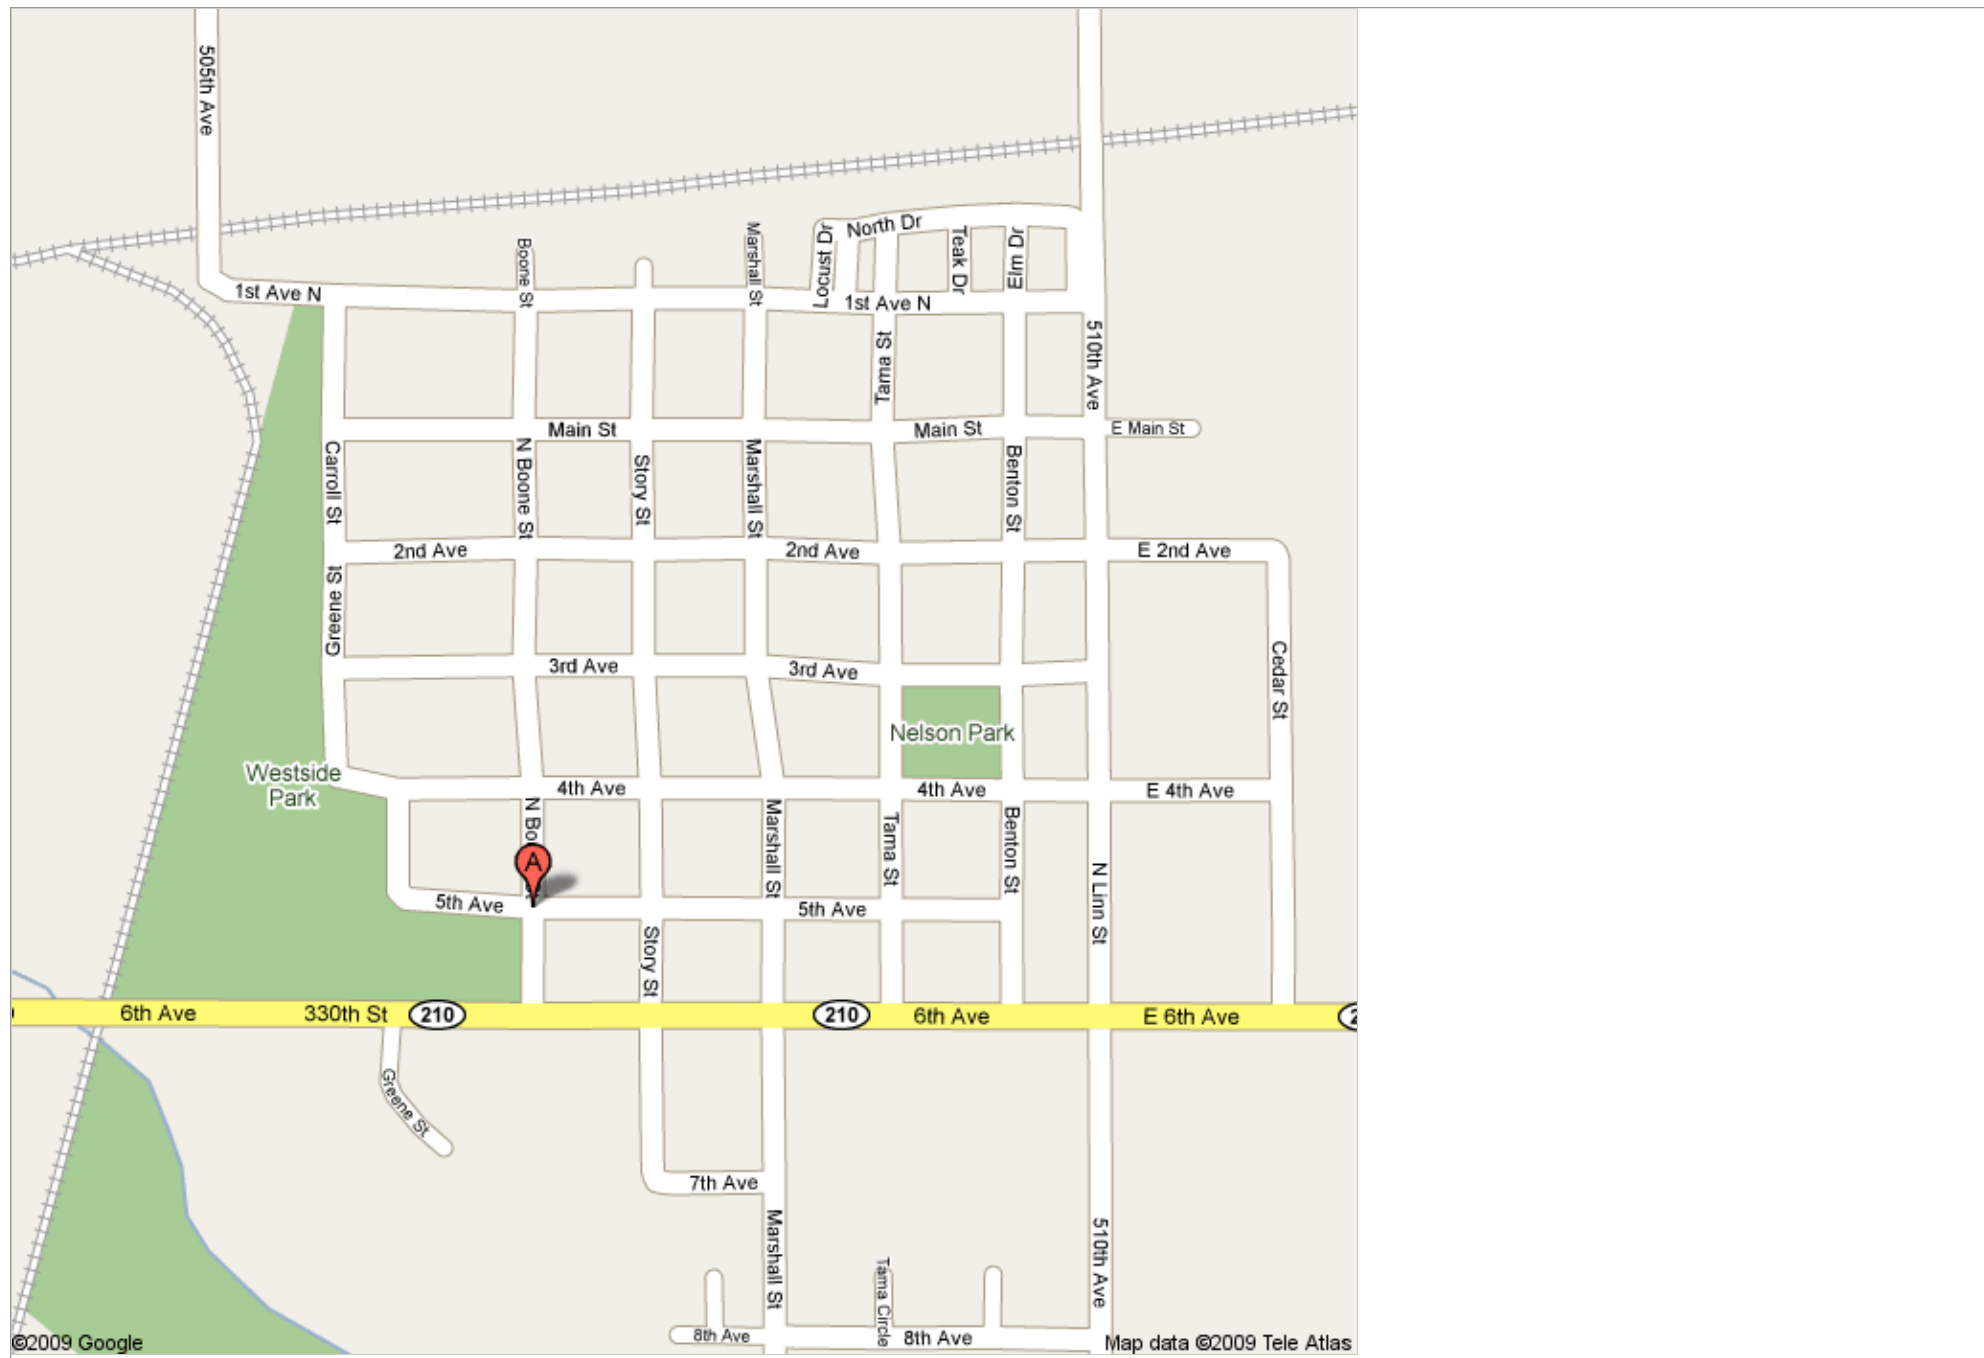 505th Ave
North Dr
Boone St
Marshall St
Locust Dr
Teak Dr
Elm Dr
1st Ave N
1st Ave N
Tama St
510th Ave
Main St
Main St
E Main St
Carroll St
N Boone St
Story St
Marshall St
Benton St
2nd Ave
2nd Ave
E 2nd Ave
Greene St
3rd Ave
3rd Ave
Cedar St
Nelson Park
Westside
Park
4th Ave
4th Ave
E 4th Ave
Marshall St
Tama St
Benton St
N Linn St
A
5th Ave
5th Ave
Story St
6th Ave
330th St
210
210
6th Ave
E 6th Ave
Greene St
7th Ave
Marshall St
510th Ave
Tama Circle
8th Ave
8th Ave
©2009 Google
Map data ©2009 Tele Atlas